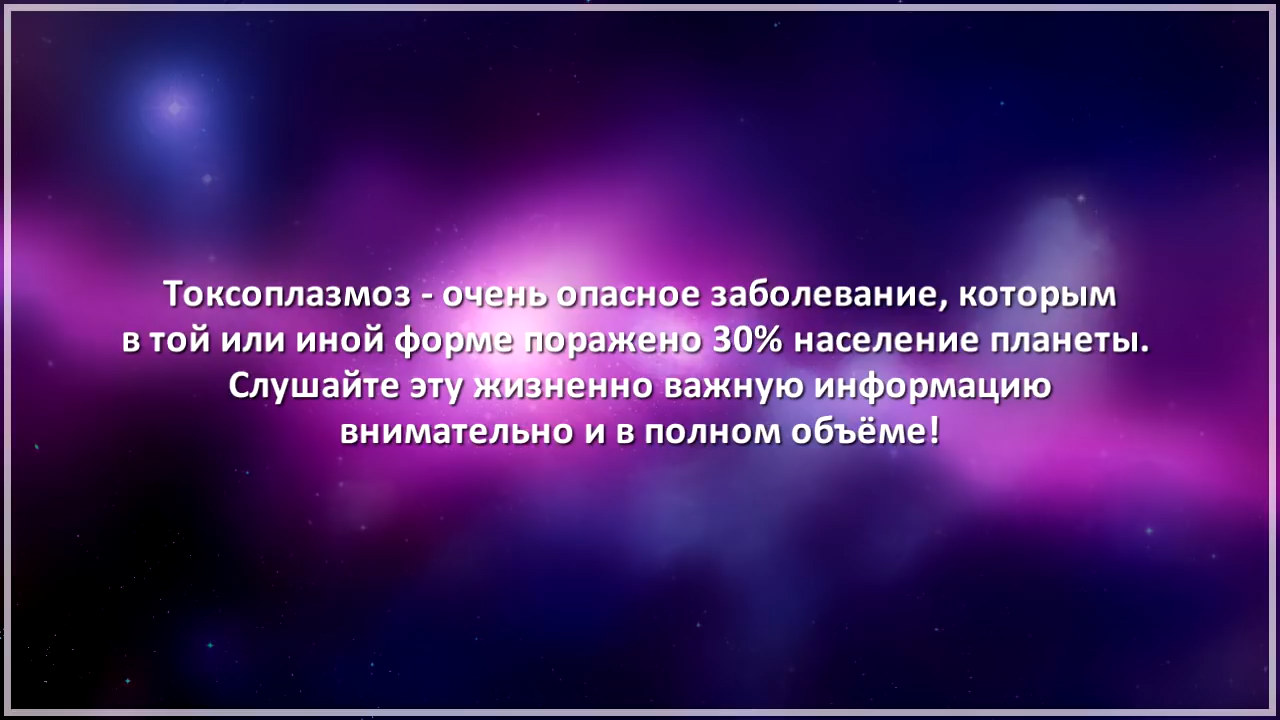 Токсоплазмоз - очень опасное заболевание, которым
в той или иной форме поражено 30% население планеты.
Слушайте эту жизненно важную информацию
внимательно и в полном объёме!